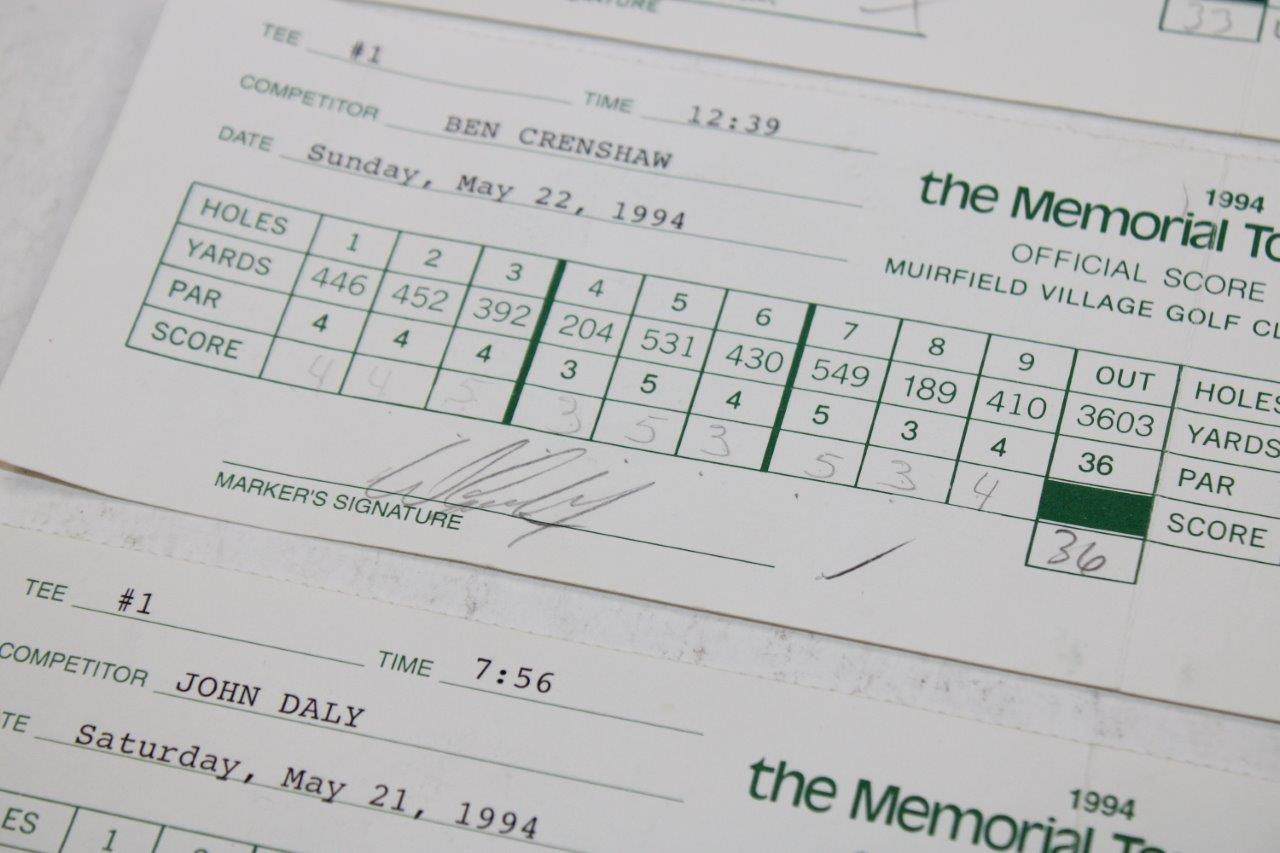 33
TEE #1 TIME 12:39
COMPETITOR BEN CRENSHAW
DATE Sunday, May 22, 1994
1994
the Memorial
OFFICIAL SCORE
MUIRFIELD VILLAGE GOLF
HOLES 1 2 3 4 5 6 7 8 9 OUT HOLES
YARDS 446 452 392 204 531 430 549 189 410 3603 YARDS
PAR 4 4 4 3 5 4 5 3 4 36 PAR
SCORE 4 4 5 3 5 3 5 3 4 SCORE
36
MARKER'S SIGNATURE
TEE #1 TIME 7:56
COMPETITOR JOHN DALY
TE Saturday, May 21, 1994
1994
the Memorial
ES 1